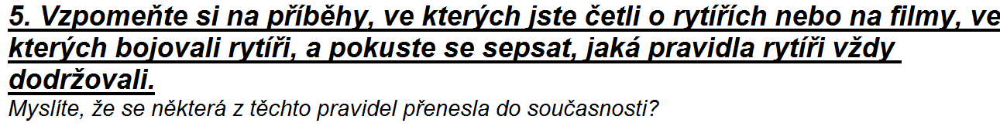 5. Vzpomeňte si na příběhy, ve kterých jste četli o rytířích nebo na filmy, ve
kterých bojovali rytíři, a pokuste se sepsat, jaká pravidla rytíři vždy
dodržovali.
Myslíte, že se některá z těchto pravidel přenesla do současnosti?